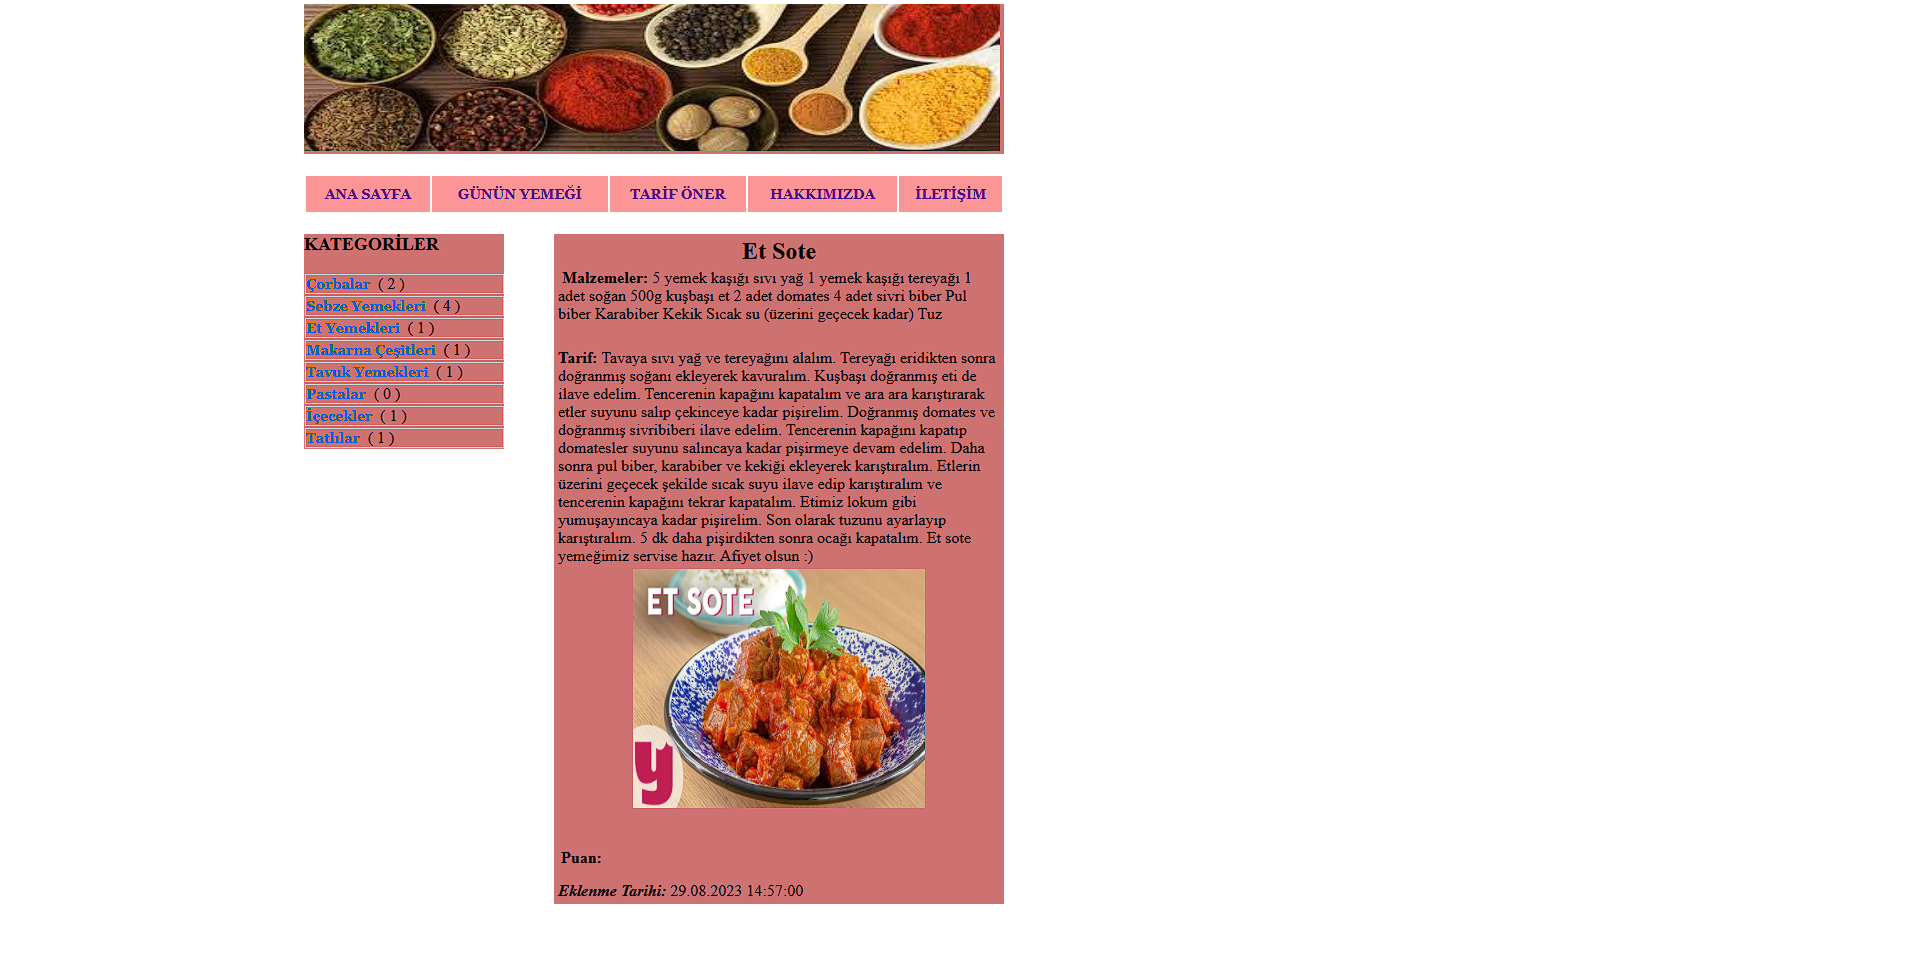 ANA SAYFA GÜNÜN YEMEĞİ TARİF ÖNER HAKKIMIZDA İLETİŞİM
KATEGORİLER
Çorbalar ( 2 )
Sebze Yemekleri ( 4 )
Et Yemekleri ( 1 )
Makarna Çeşitleri ( 1 )
Tavuk Yemekleri ( 1 )
Pastalar ( 0 )
İçecekler ( 1 )
Tatlılar ( 1 )
Et Sote
Malzemeler: 5 yemek kaşığı sıvı yağ 1 yemek kaşığı tereyağı 1
adet soğan 500g kuşbaşı et 2 adet domates 4 adet sivri biber Pul
biber Karabiber Kekik Sıcak su (üzerini geçecek kadar) Tuz
Tarif: Tavaya sıvı yağ ve tereyağını alalım. Tereyağı eridikten sonra
doğranmış soğanı ekleyerek kavuralım. Kuşbaşı doğranmış eti de
ilave edelim. Tencerenin kapağını kapatalım ve ara ara karıştırarak
etler suyunu salıp çekinceye kadar pişirelim. Doğranmış domates ve
doğranmış sivribiberi ilave edelim. Tencerenin kapağını kapatıp
domatesler suyunu salıncaya kadar pişirmeye devam edelim. Daha
sonra pul biber, karabiber ve kekiği ekleyerek karıştıralım. Etlerin
üzerini geçecek şekilde sıcak suyu ilave edip karıştıralım ve
tencerenin kapağını tekrar kapatalım. Etimiz lokum gibi
yumuşayıncaya kadar pişirelim. Son olarak tuzunu ayarlayıp
karıştıralım. 5 dk daha pişirdikten sonra ocağı kapatalım. Et sote
yemeğimiz servise hazır. Afiyet olsun :)
ET SOTE
y
Puan:
Eklenme Tarihi: 29.08.2023 14:57:00